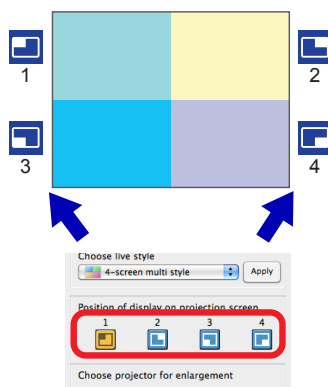 1
2
3
4
Choose live style
4-screen multi style
Apply
Position of display on projection screen
1 2 3 4
Choose projector for enlargement